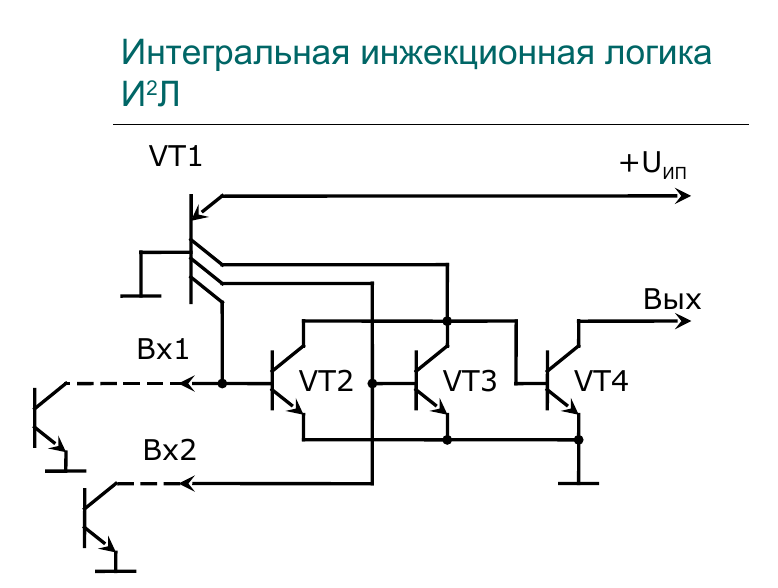 Интегральная инжекционная логика
И²Л
VT1
+Uип
Вых
Вх1
VT2
VT3
VT4
Вх2